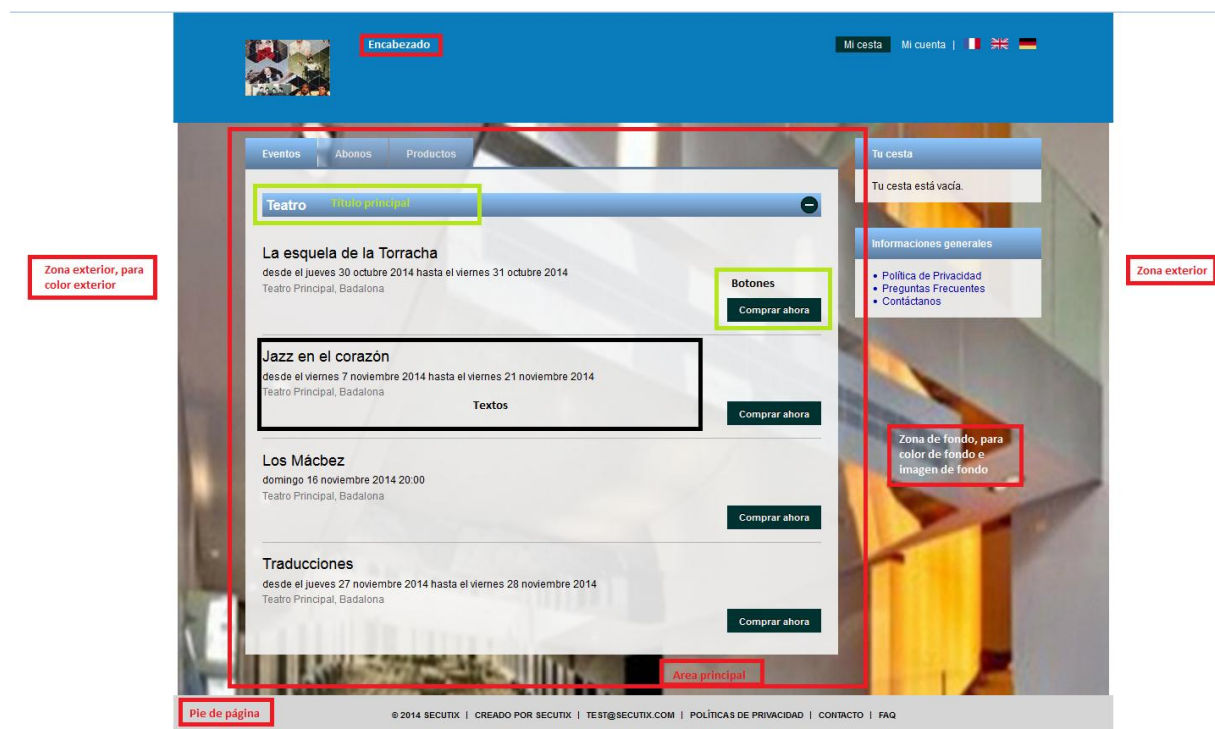 Encabezado
Mi cesta Mi cuenta |
Eventos Abonos Productos
Tu cesta
Tu cesta está vacía.
Teatro Título principal
La esquela de la Torracha
desde el jueves 30 octubre 2014 hasta el viernes 31 octubre 2014
Teatro Principal, Badalona
Botones
Comprar ahora
Informaciones generales
• Política de Privacidad
• Preguntas Frecuentes
• Contáctanos
Zona exterior, para
color exterior
Zona exterior
Jazz en el corazón
desde el viernes 7 noviembre 2014 hasta el viernes 21 noviembre 2014
Teatro Principal, Badalona
Textos
Comprar ahora
Zona de fondo, para
color de fondo e
imagen de fondo
Los Mácbez
domingo 16 noviembre 2014 20:00
Teatro Principal, Badalona
Comprar ahora
Traducciones
desde el jueves 27 noviembre 2014 hasta el viernes 28 noviembre 2014
Teatro Principal, Badalona
Comprar ahora
Area principal
Pie de página
© 2014 SECUTIX | CREADO POR SECUTIX | TEST@SECUTIX.COM | POLÍTICAS DE PRIVACIDAD | CONTACTO | FAQ